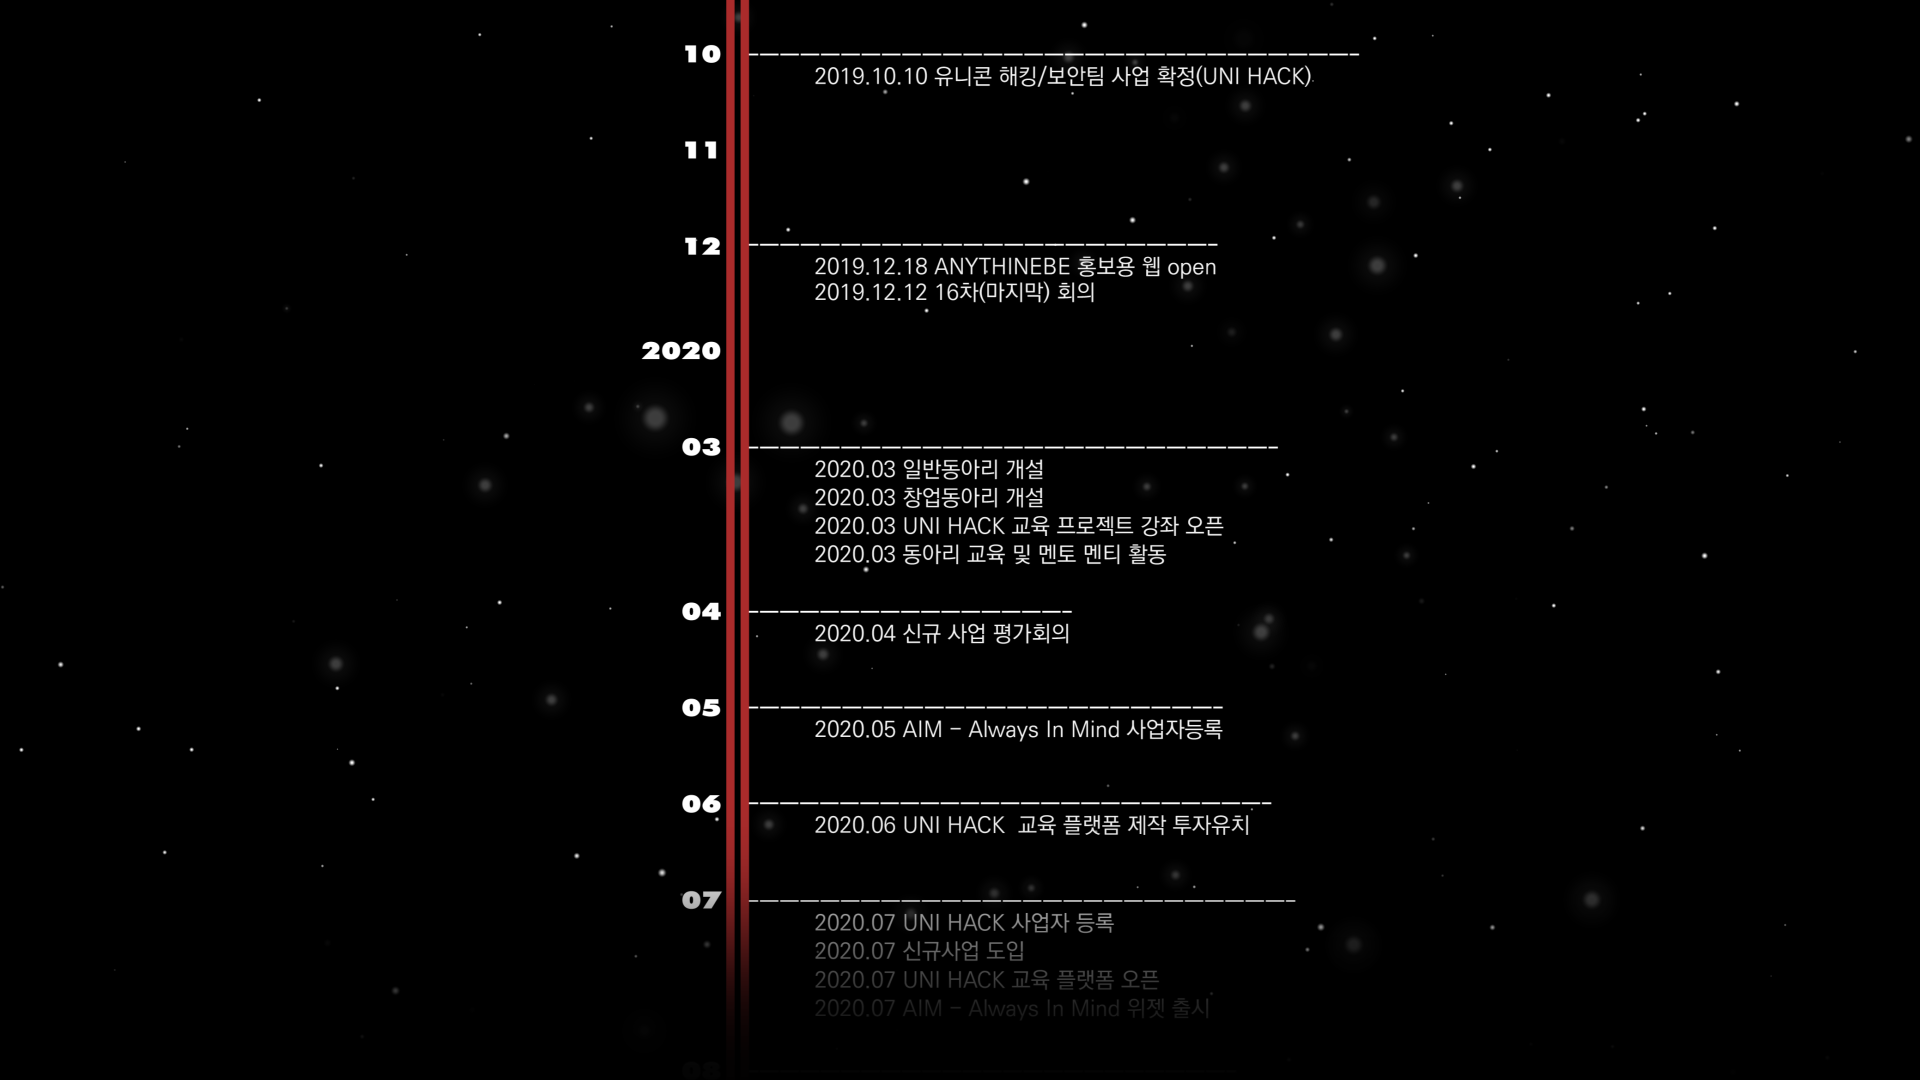 10
2019.10.10 유니콘 해킹/보안팀 사업 확정(UNI HACK)
11
12
2019.12.18 ANYTHINEBE 홍보용 웹 open
2019.12.12 16차(마지막) 회의
2020
03
2020.03 일반동아리 개설
2020.03 창업동아리 개설
2020.03 UNI HACK 교육 프로젝트 강좌 오픈
2020.03 동아리 교육 및 멘토 멘티 활동
04
2020.04 신규 사업 평가회의
05
2020.05 AIM - Always In Mind 사업자등록
06
2020.06 UNI HACK 교육 플랫폼 제작 투자유치
07
2020.07 UNI HACK 사업자 등록
2020.07 신규사업 도입
2020.07 UNI HACK 교육 플랫폼 오픈
2020.07 AIM - Always In Mind 위젯 출시
08